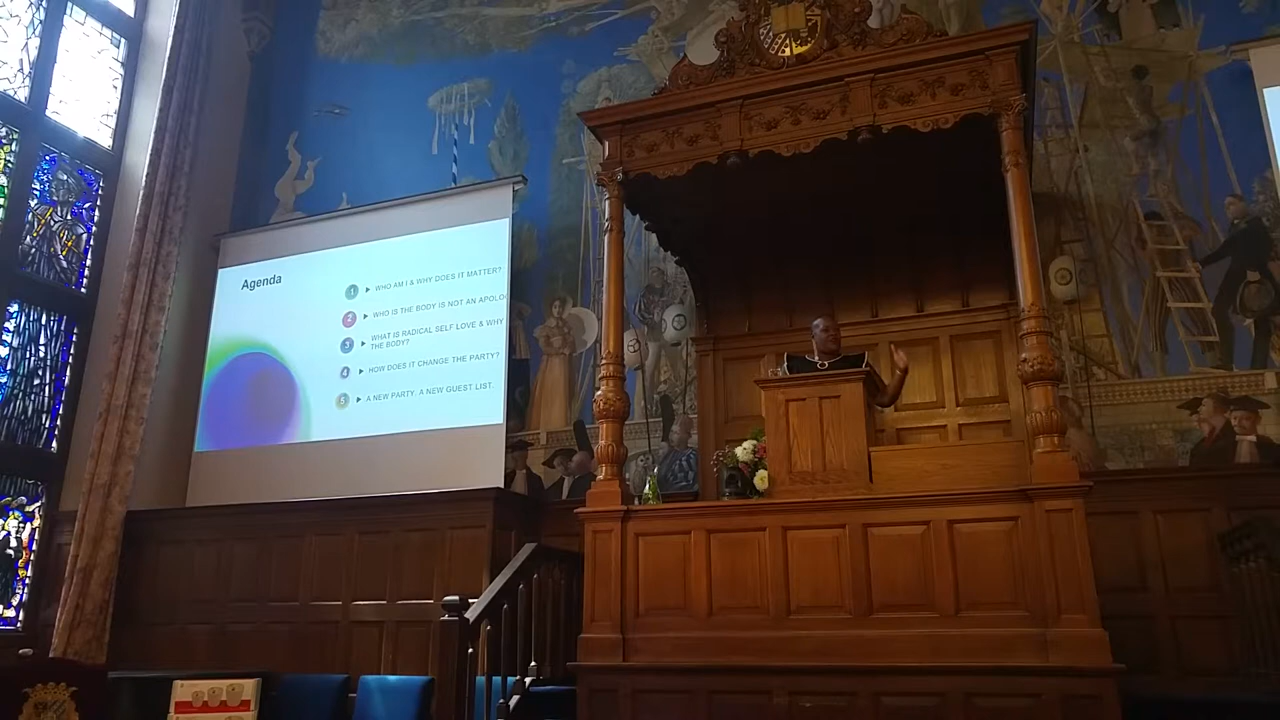 Agenda
1 WHO AM I & WHY DOES IT MATTER?
2 WHO IS THE BODY IS NOT AN APOLO
3 WHAT IS RADICAL SELF LOVE & WHY
THE BODY?
4 HOW DOES IT CHANGE THE PARTY?
5 A NEW PARTY. A NEW GUEST LIST.